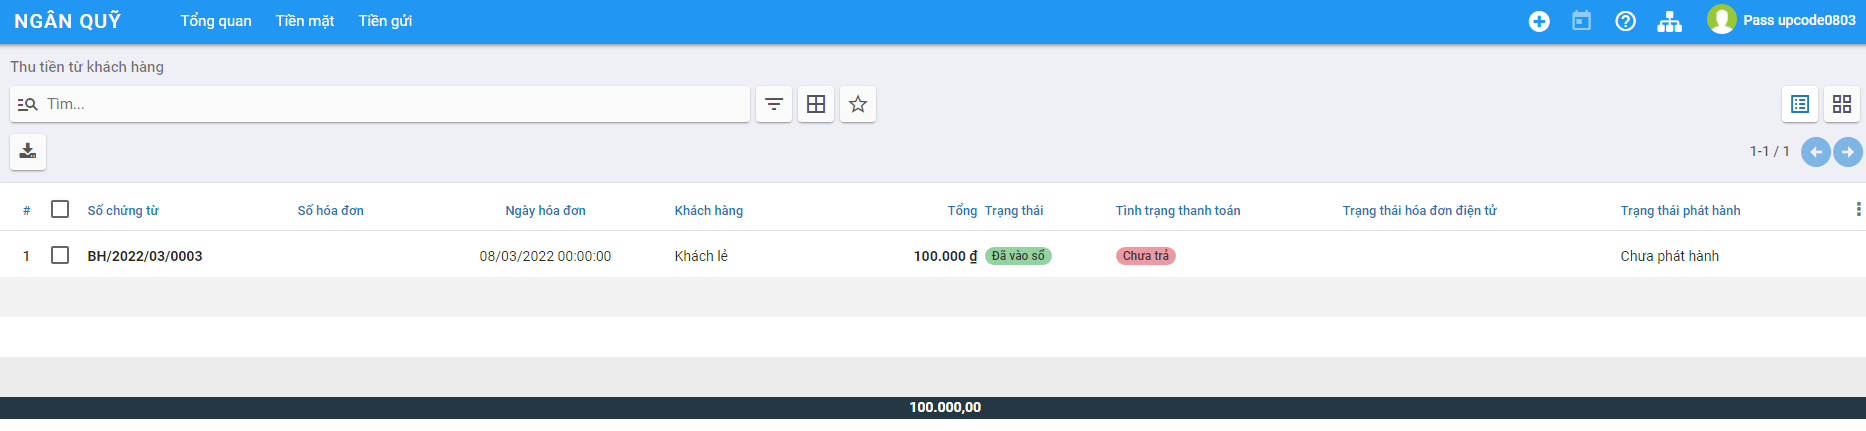 NGÂN QUỸ Tổng quan Tiền mặt Tiền gửi Pass upcode0803
Thu tiền từ khách hàng
Tìm...
1-1 / 1
# Số chứng từ Số hóa đơn Ngày hóa đơn Khách hàng Tổng Trạng thái Tình trạng thanh toán Trạng thái hóa đơn điện tử Trạng thái phát hành
1 BH/2022/03/0003 08/03/2022 00:00:00 Khách lẻ 100.000 ₫ Đã vào sổ Chưa trả Chưa phát hành
100.000,00